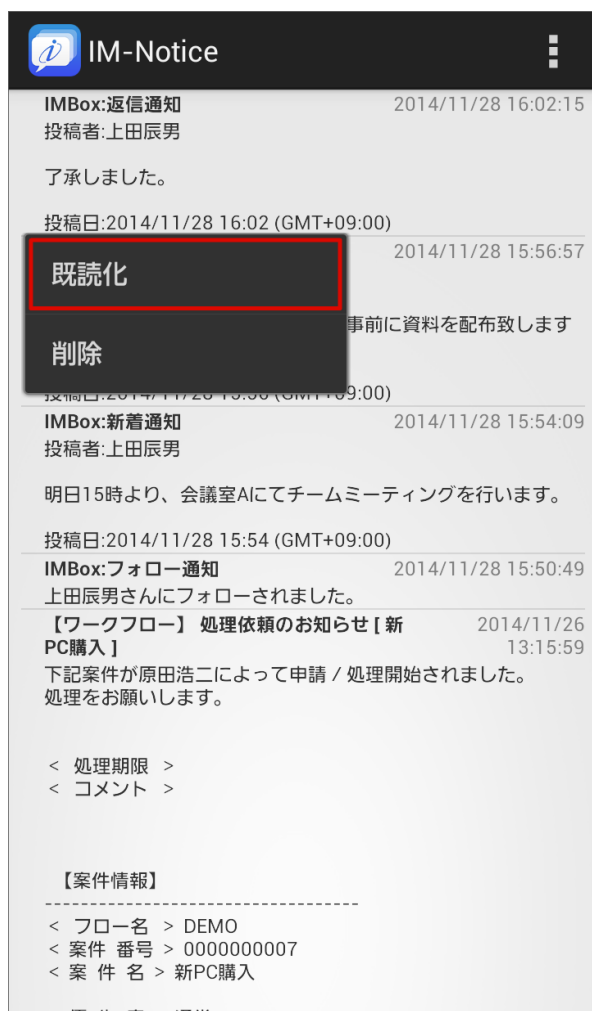 IM-Notice
IMBox:返信通知 2014/11/28 16:02:15
投稿者:上田辰男
了承しました。
投稿日:2014/11/28 16:02 (GMT+09:00)
2014/11/28 15:56:57
既読化
事前に資料を配布致します
削除
IMBox:新着通知 2014/11/28 15:54:09
投稿者:上田辰男
明日15時より、会議室Aにてチームミーティングを行います。
投稿日:2014/11/28 15:54 (GMT+09:00)
IMBox:フォロー通知 2014/11/28 15:50:49
上田辰男さんにフォローされました。
【ワークフロー】 処理依頼のお知らせ [ 新 2014/11/26
PC購入 ] 13:15:59
下記案件が原田浩二によって申請 / 処理開始されました。
処理をお願いします。
< 処理期限 >
< コメント >
【案件情報】
----------------------------------
< フロー名 > DEMO
< 案件 番号 > 0000000007
< 案 件 名 > 新PC購入